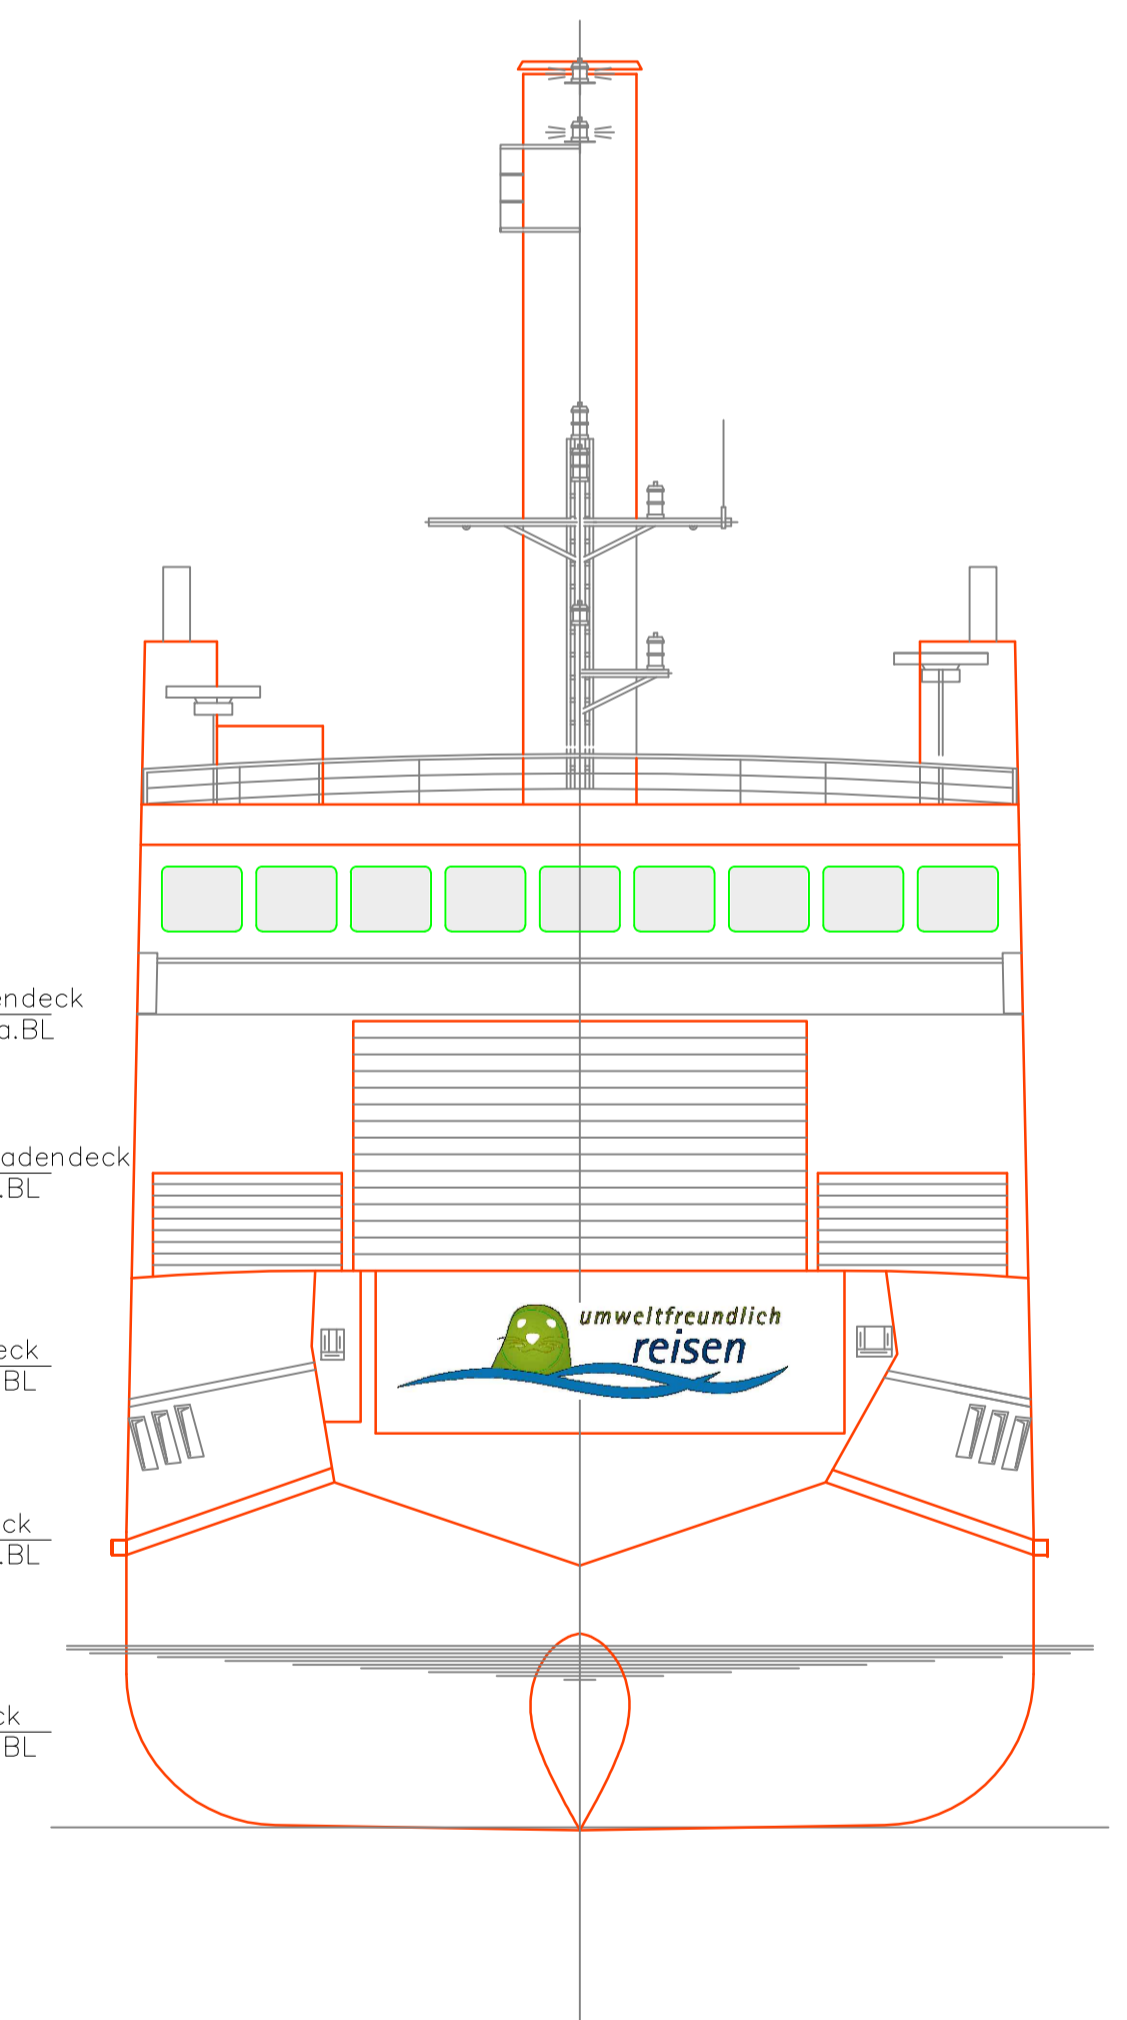 endeck
a.BL
adendeck
.BL
umweltfreundlich
reisen
eck
BL
ck
.BL
ck
BL